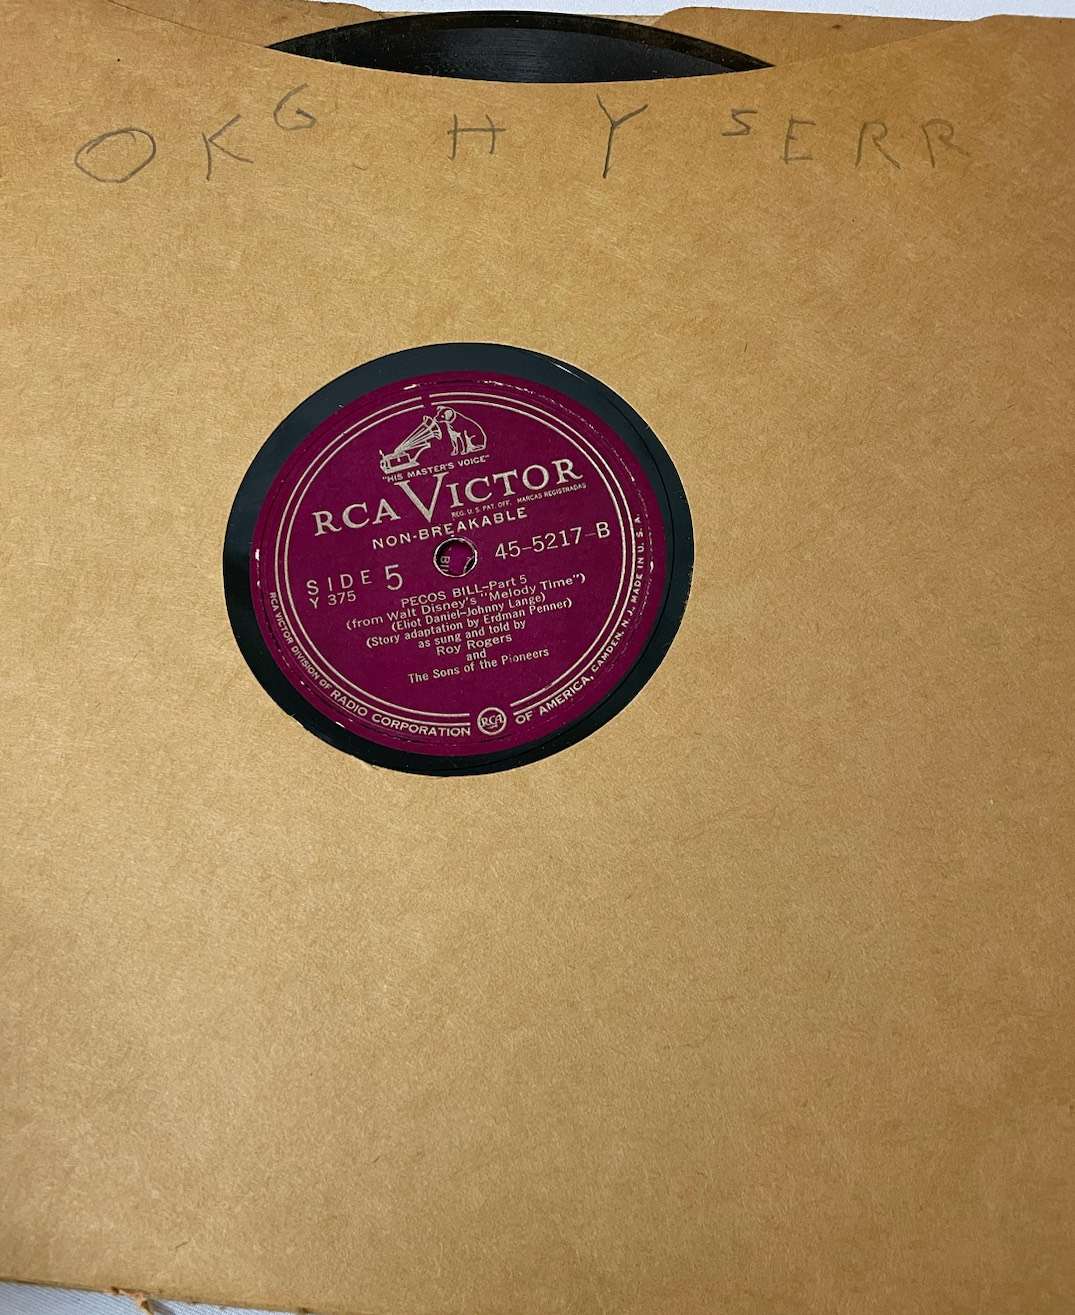 OKG H Y SERR
"HIS MASTER'S VOICE"
RCA VICTOR
REG. U. S. PAT. OFF. MARCAS REGISTRADAS
NON-BREAKABLE
SIDE 5 45-5217-B
Y 375
PECOS BILL—Part 5
(from Walt Disney's "Melody Time")
(Eliot Daniel–Johnny Lange)
(Story adaptation by Erdman Penner)
as sung and told by
Roy Rogers
and
The Sons of the Pioneers
RCA VICTOR DIVISION OF RADIO CORPORATION RCA OF AMERICA, CAMDEN, N. J. MADE IN U. S. A.